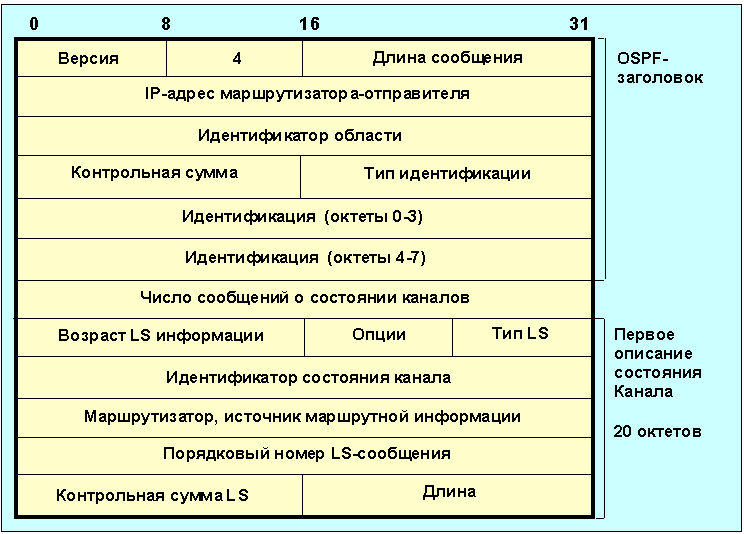 0 8 16 31
Версия 4 Длина сообщения
OSPF-
заголовок
IP-адрес маршрутизатора-отправителя
Идентификатор области
Контрольная сумма Тип идентификации
Идентификация (октеты 0-3)
Идентификация (октеты 4-7)
Число сообщений о состоянии каналов
Возраст LS информации Опции Тип LS
Первое
описание
состояния
Канала
20 октетов
Идентификатор состояния канала
Маршрутизатор, источник маршрутной информации
Порядковый номер LS-сообщения
Контрольная сумма LS Длина